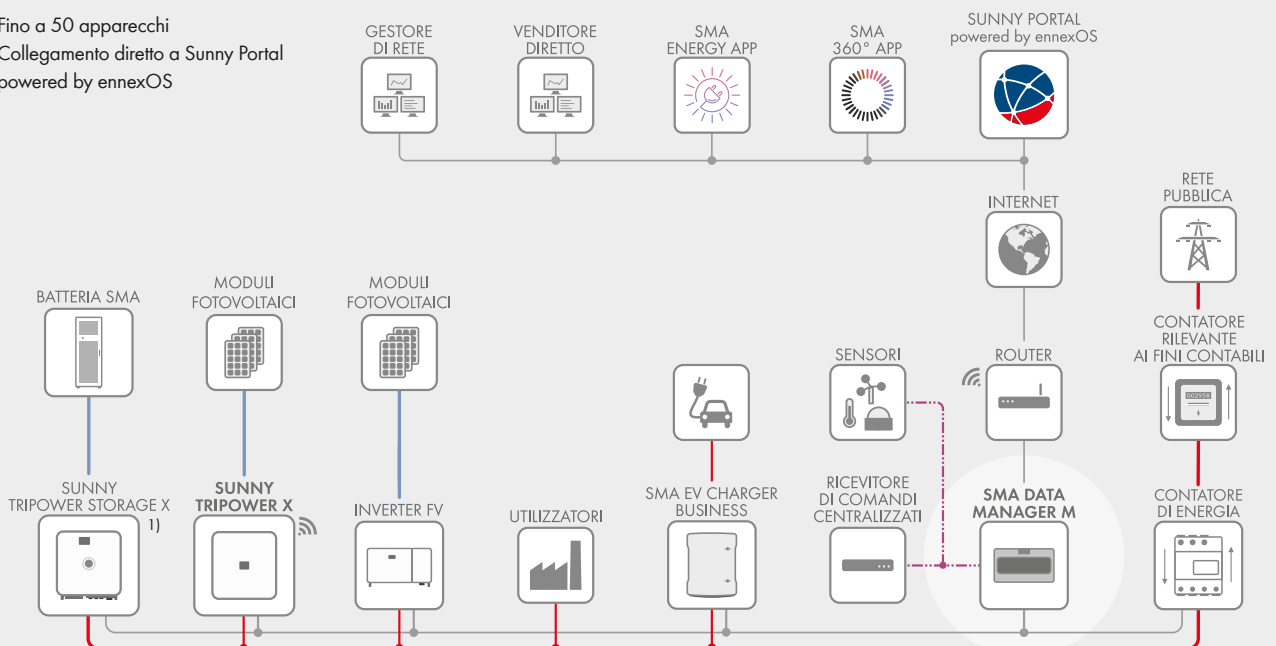 Fino a 50 apparecchi
Collegamento diretto a Sunny Portal
powered by ennexOS
GESTORE
DI RETE
VENDITORE
DIRETTO
SMA
ENERGY APP
SMA
360° APP
SUNNY PORTAL
powered by ennexOS
INTERNET
RETE
PUBBLICA
BATTERIA SMA
MODULI
FOTOVOLTAICI
MODULI
FOTOVOLTAICI
SENSORI
ROUTER
CONTATORE
RILEVANTE
AI FINI CONTABILI
SUNNY
TRIPOWER STORAGE X
1)
SUNNY
TRIPOWER X
INVERTER FV
UTILIZZATORI
SMA EV CHARGER
BUSINESS
RICEVITORE
DI COMANDI
CENTRALIZZATI
SMA DATA
MANAGER M
CONTATORE
DI ENERGIA